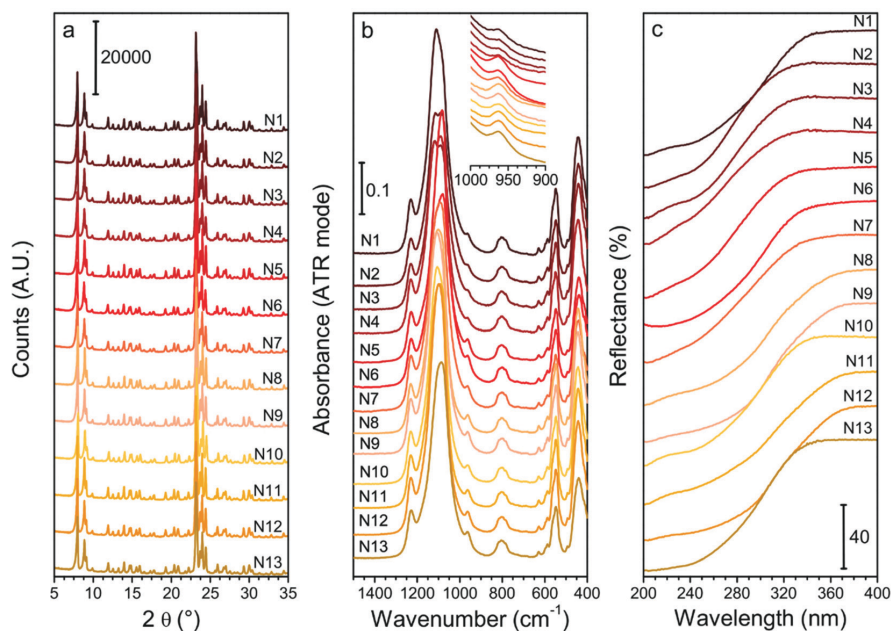 a
20000
N1
N2
N3
N4
N5
N6
N7
N8
N9
N10
N11
N12
N13
Counts (A.U.)
5 10 15 20 25 30 35
2 θ (°)
b
0.1
1000 950 900
N1
N2
N3
N4
N5
N6
N7
N8
N9
N10
N11
N12
N13
Absorbance (ATR mode)
1400 1200 1000 800 600 400
Wavenumber (cm⁻¹)
c
N1
N2
N3
N4
N5
N6
N7
N8
N9
N10
N11
N12
N13
40
Reflectance (%)
200 240 280 320 360 400
Wavelength (nm)